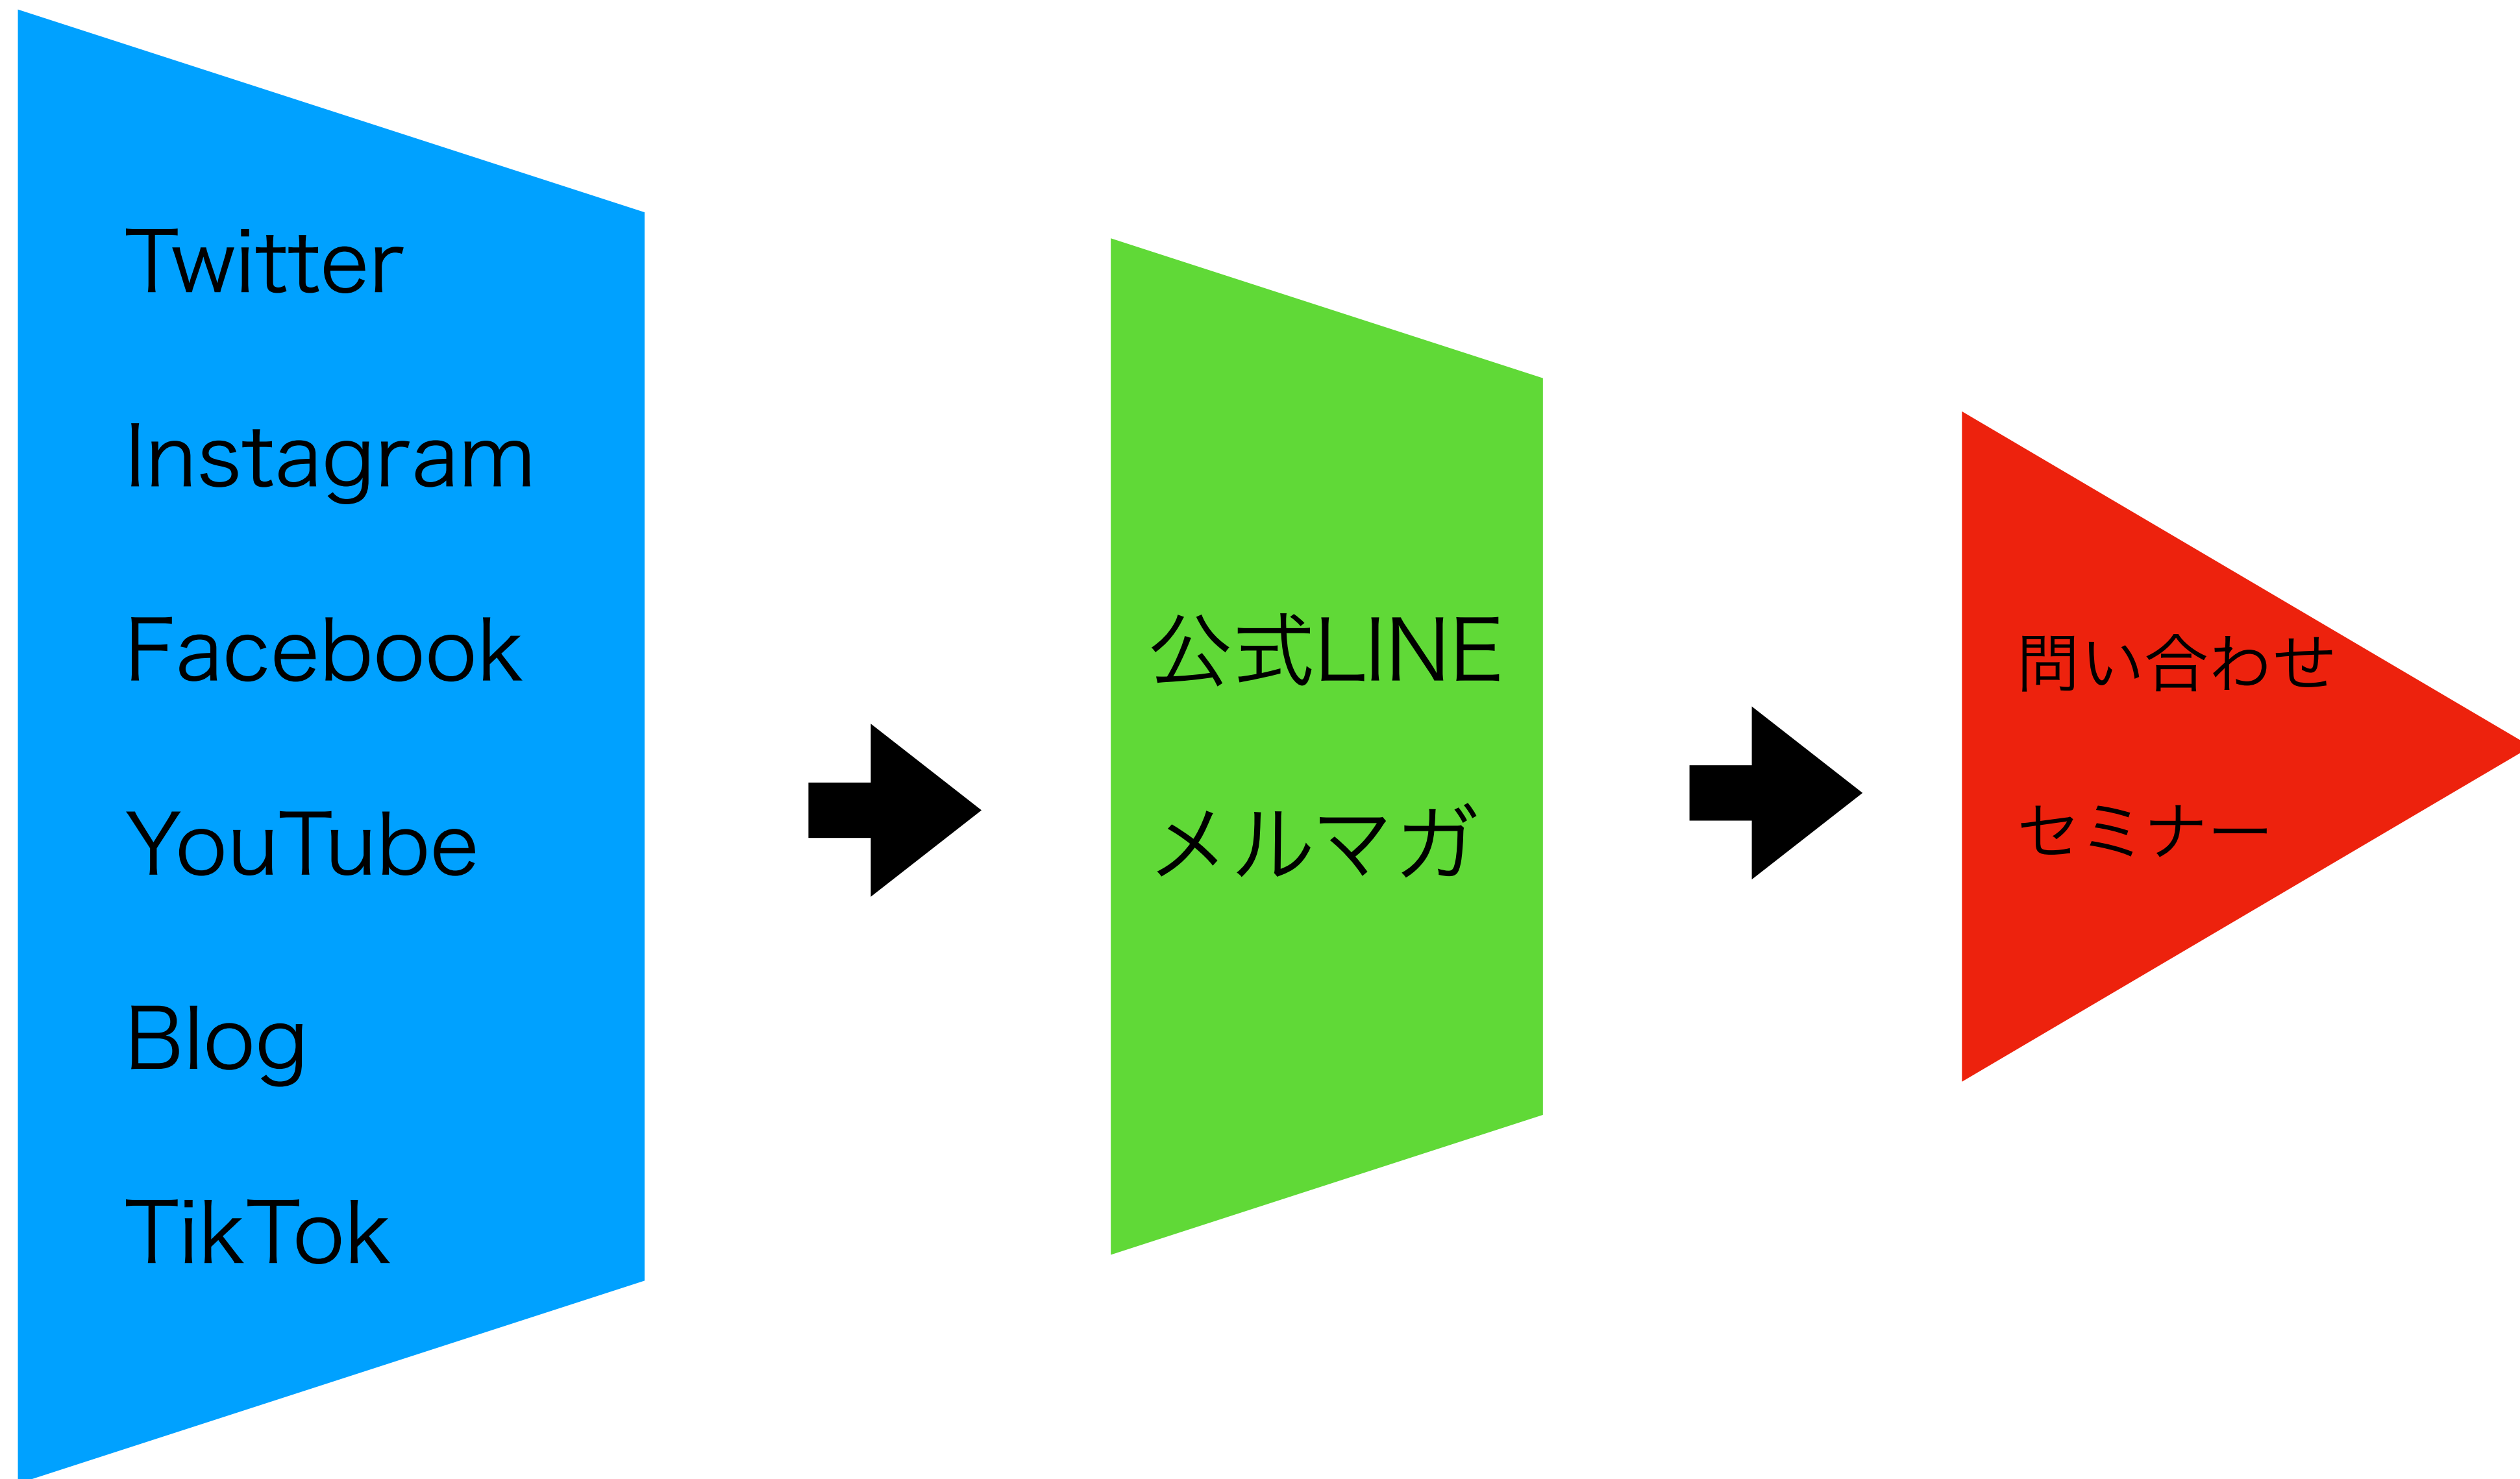 Twitter
Instagram
Facebook
YouTube
Blog
TikTok
公式LINE
メルマガ
問い合わせ
セミナー